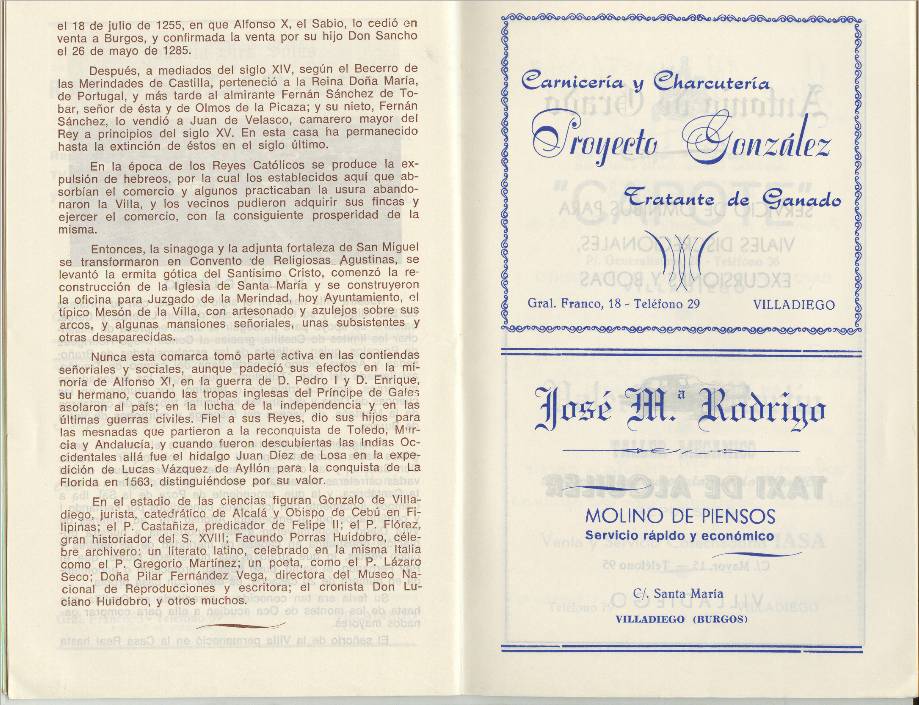 el 18 de julio de 1255, en que Alfonso X, el Sabio, lo cedió en
venta a Burgos, y confirmada la venta por su hijo Don Sancho
el 26 de mayo de 1285.
Después, a mediados del siglo XIV, según el Becerro de
las Merindades de Castilla, perteneció a la Reina Doña María,
de Portugal, y más tarde al almirante Fernán Sánchez de To-
bar, señor de ésta y de Olmos de la Picaza; y su nieto, Fernán
Sánchez, lo vendió a Juan de Velasco, camarero mayor del
Rey a principios del siglo XV. En esta casa ha permanecido
hasta la extinción de éstos en el siglo último.
En la época de los Reyes Católicos se produce la ex-
pulsión de hebreos, por la cual los establecidos aquí que ab-
sorbían el comercio y algunos practicaban la usura abando-
naron la Villa, y los vecinos pudieron adquirir sus fincas y
ejercer el comercio, con la consiguiente prosperidad de la
misma.
Entonces, la sinagoga y la adjunta fortaleza de San Miguel
se transformaron en Convento de Religiosas Agustinas, se
levantó la ermita gótica del Santísimo Cristo, comenzó la re-
construcción de la Iglesia de Santa-María y se construyeron
la oficina para Juzgado de la Merindad, hoy Ayuntamiento, el
típico Mesón de la Villa, con artesonado y azulejos sobre sus
arcos, y algunas mansiones señoriales, unas subsistentes y
otras desaparecidas.
Nunca esta comarca tomó parte activa en las contiendas
señoriales y sociales, aunque padeció sus efectos en la mi-
noría de Alfonso XI, en la guerra de D. Pedro I y D. Enrique,
su hermano, cuando las tropas inglesas del Príncipe de Gales
asolaron al país; en la lucha de la independencia y en las
últimas guerras civiles. Fiel a sus Reyes, dio sus hijos para
las mesnadas que partieron a la reconquista de Toledo, Mur-
cia y Andalucía, y cuando fueron descubiertas las Indias Oc-
cidentales allá fue el hidalgo Juan Díez de Losa en la expe-
dición de Lucas Vázquez de Ayllón para la conquista de La
Florida en 1563, distinguiéndose por su valor.
En el estadio de las ciencias figuran Gonzalo de Villa-
diego, jurista, catedrático de Alcalá y Obispo de Cebú en Fi-
lipinas; el P. Castañiza, predicador de Felipe II; el P. Flórez,
gran historiador del S. XVIII; Facundo Porras Huidobro, céle-
bre archivero; un literato latino, celebrado en la misma Italia
como el P. Gregorio Martínez; un poeta, como el P. Lázaro
Seco; Doña Pilar Fernández Vega, directora del Museo Na-
cional de Reproducciones y escritora; el cronista Don Lu-
ciano Huidobro, y otros muchos.
Carnicería y Charcutería
Proyecto González
Tratante de Ganado
Gral. Franco, 18 - Teléfono 29 VILLADIEGO
José M.ª Rodrigo
MOLINO DE PIENSOS
Servicio rápido y económico
C/. Santa María
VILLADIEGO (BURGOS)